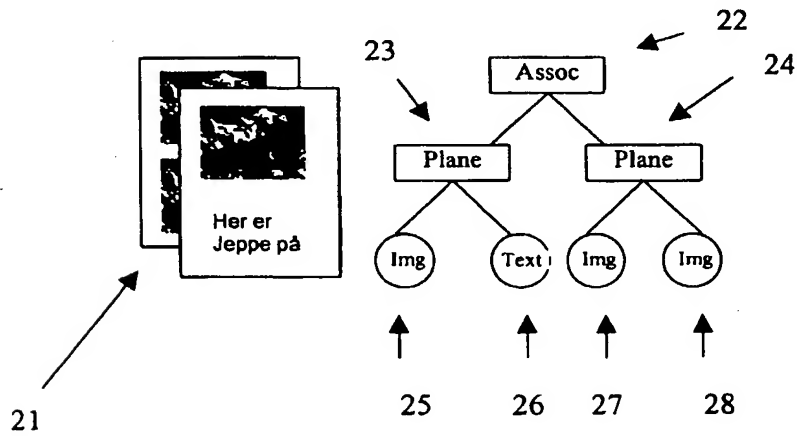 22
23
Assoc
24
Plane
Plane
Her er
Jeppe på
Img
Text
Img
Img
25
26
27
28
21